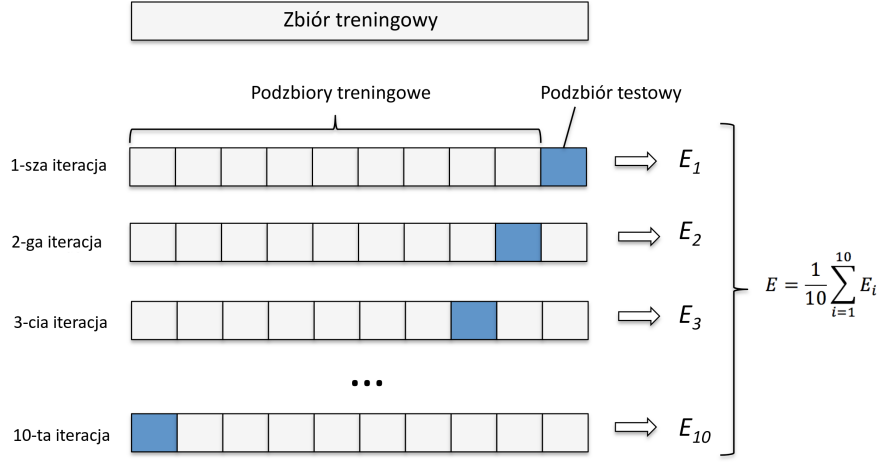 Zbiór treningowy
Podzbiory treningowe
Podzbiór testowy
1-sza iteracja
E1
2-ga iteracja
E2
3-cia iteracja
E3
E = 1/10 ∑ i=1 10 Ei
...
10-ta iteracja
E10